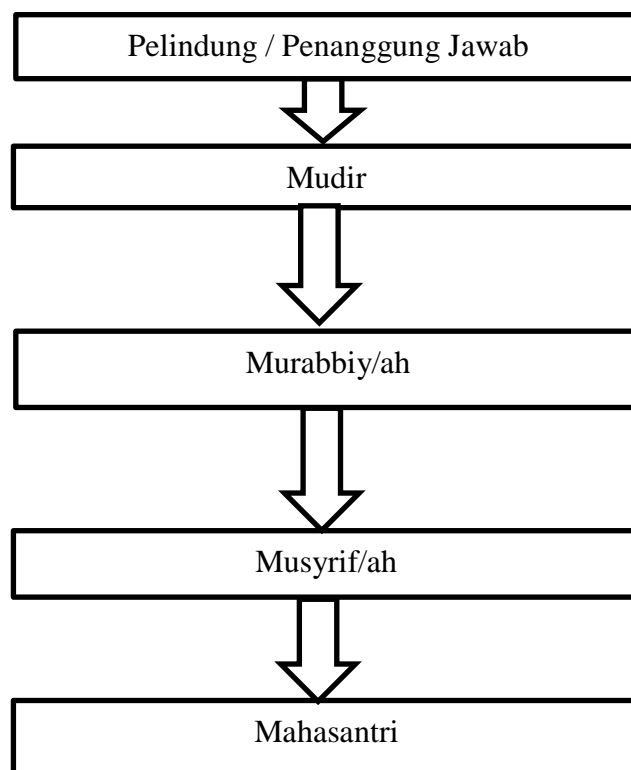 Pelindung / Penanggung Jawab
Mudir
Murabbiy/ah
Musyrif/ah
Mahasantri